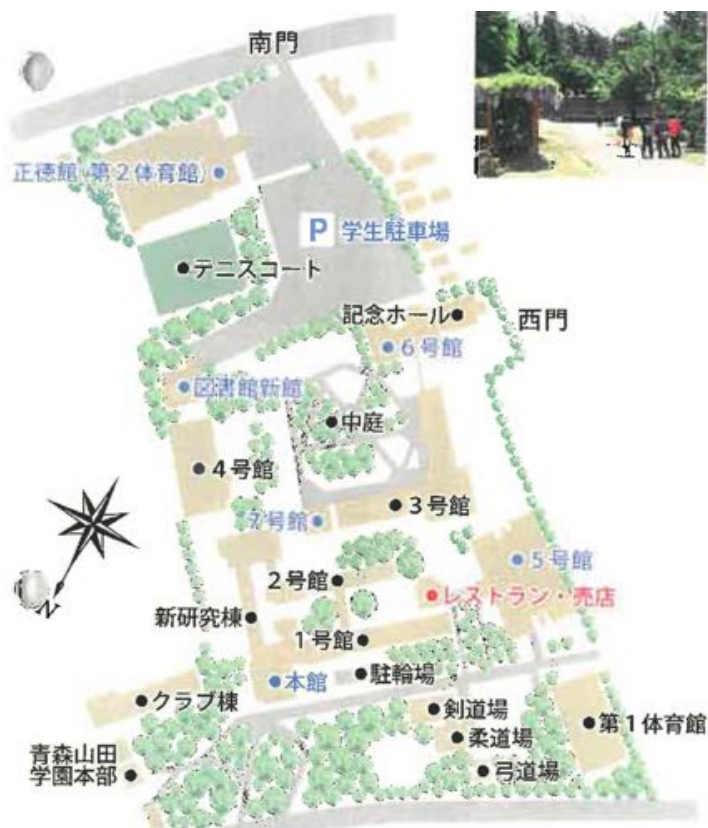 南門
正徳館(第2体育館)
P 学生駐車場
テニスコート
記念ホール
西門
6号館
図書館新館
中庭
4号館
3号館
7号館
5号館
2号館
レストラン・売店
新研究棟
1号館
本館
駐輪場
クラブ棟
剣道場
第1体育館
柔道場
青森山田
学園本部
弓道場
N